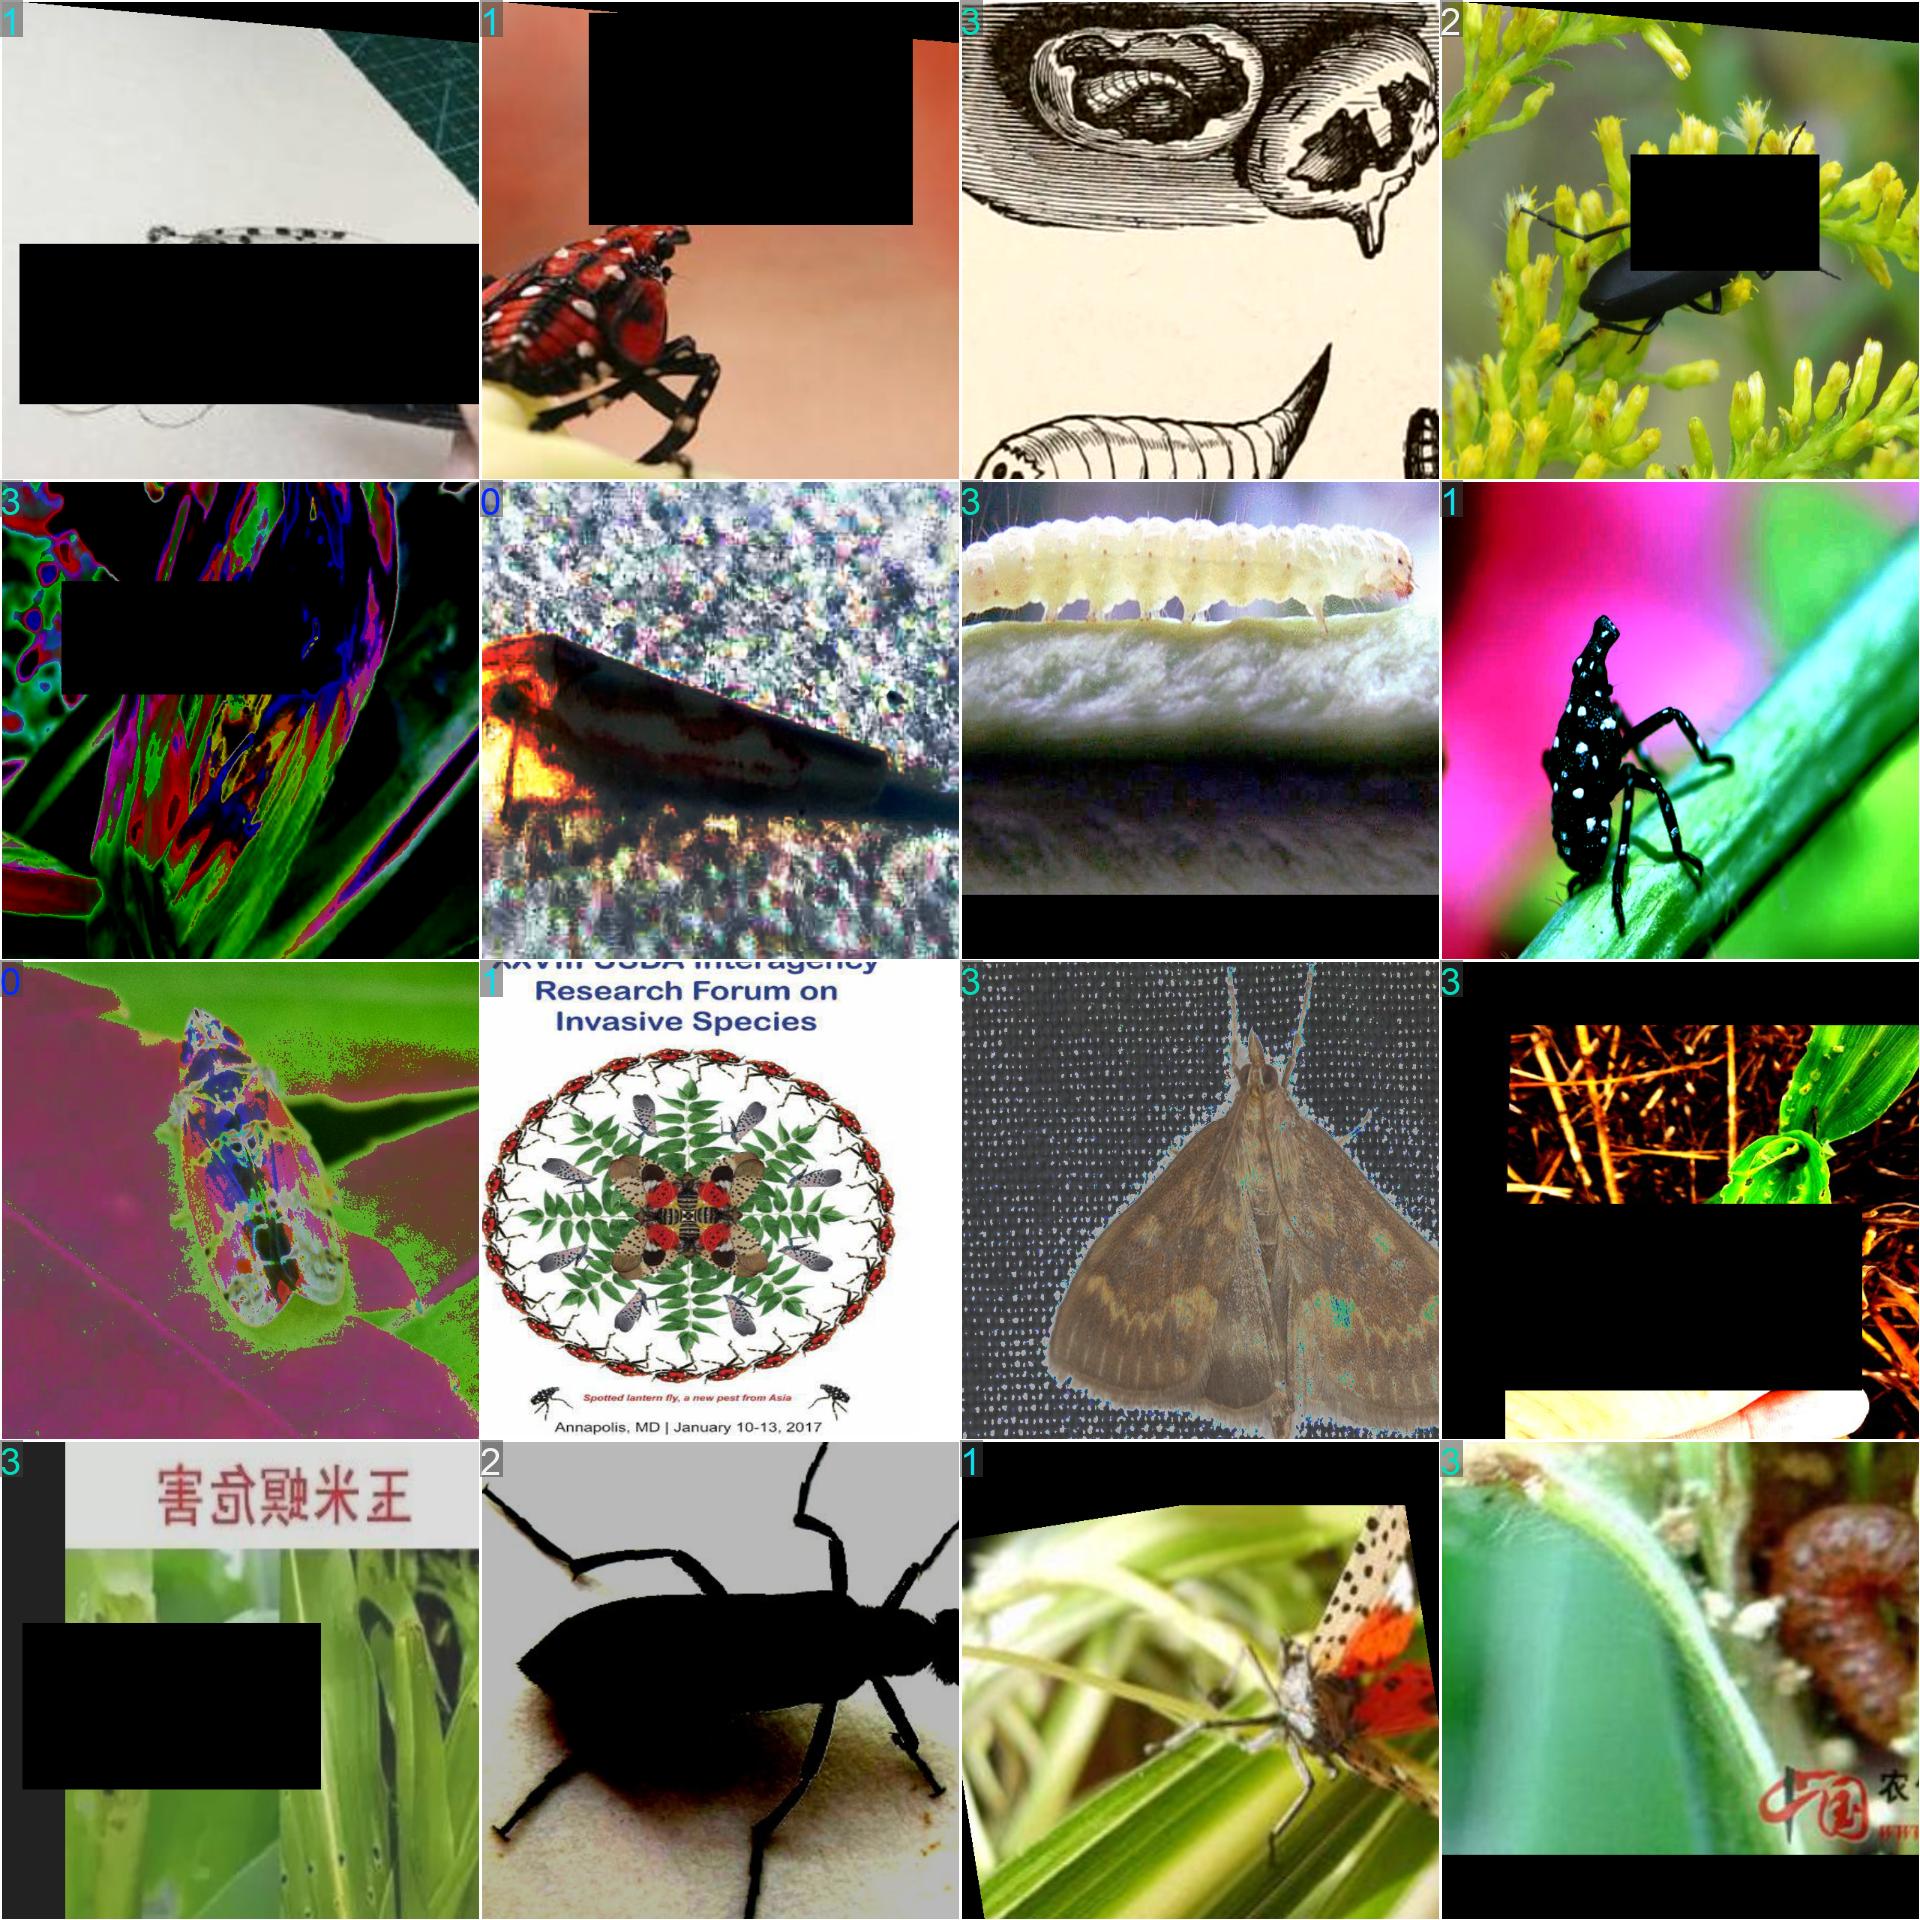 1
1
3
2
3
0
3
1
0
1
XXVIII USDA Interagency
Research Forum on
Invasive Species
Spotted lantern fly, a new pest from Asia
Annapolis, MD | January 10-13, 2017
3
3
3
玉米螟危害
2
1
3
中国
农